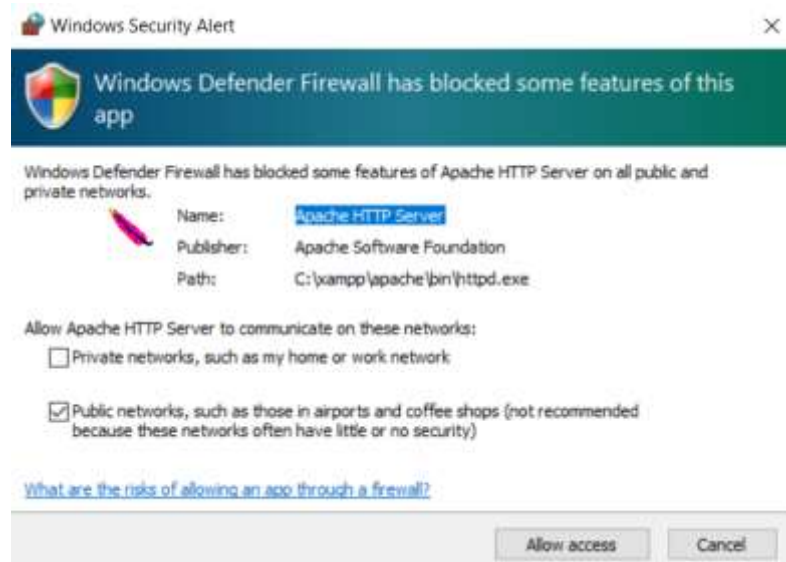 Windows Security Alert
Windows Defender Firewall has blocked some features of this
app
Windows Defender Firewall has blocked some features of Apache HTTP Server on all public and
private networks.
Name: Apache HTTP Server
Publisher: Apache Software Foundation
Path: C:\xampp\apache\bin\httpd.exe
Allow Apache HTTP Server to communicate on these networks:
Private networks, such as my home or work network
Public networks, such as those in airports and coffee shops (not recommended
because these networks often have little or no security)
What are the risks of allowing an app through a firewall?
Allow access Cancel